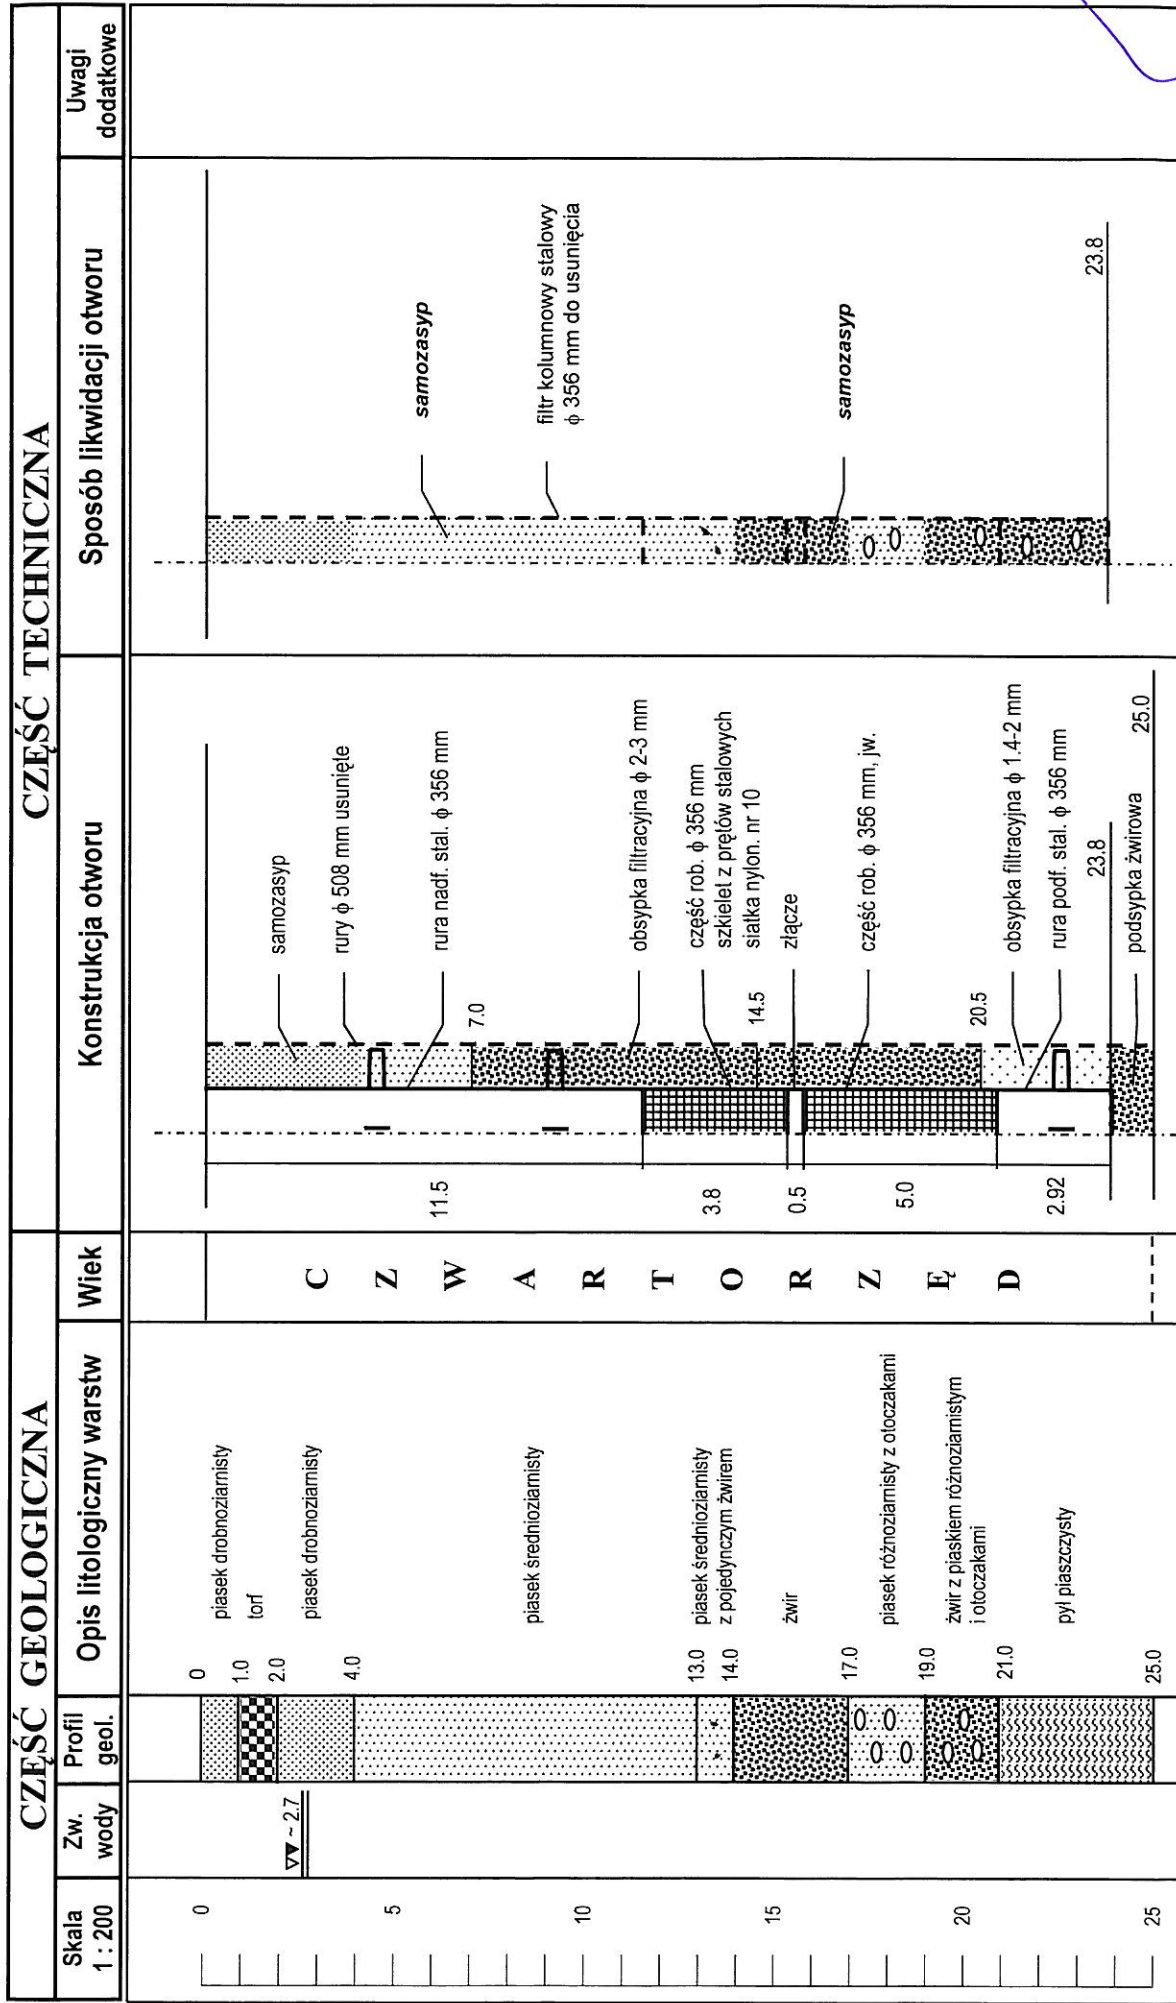 CZĘŚĆ GEOLOGICZNA
CZĘŚĆ TECHNICZNA
Skala
1 : 200
Zw.
wody
Profil
geol.
Opis litologiczny warstw
Wiek
Konstrukcja otworu
Sposób likwidacji otworu
Uwagi
dodatkowe
0
5
10
15
20
25
~ 2.7
0
1.0
2.0
4.0
13.0
14.0
17.0
19.0
21.0
25.0
piasek drobnoziarnisty
torf
piasek drobnoziarnisty
piasek średnioziarnisty
piasek średnioziarnisty
z pojedynczym żwirem
żwir
piasek różnoziarnisty z otoczakami
żwir z piaskiem różnoziarnistym
i otoczakami
pył piaszczysty
C Z W A R T O R Z Ę D
11.5
3.8
0.5
5.0
2.92
samozasyp
rury ϕ 508 mm usunięte
rura nadf. stal. ϕ 356 mm
7.0
obsypka filtracyjna ϕ 2-3 mm
część rob. ϕ 356 mm
szkielet z prętów stalowych
siatka nylon. nr 10
14.5
złącze
część rob. ϕ 356 mm, jw.
20.5
obsypka filtracyjna ϕ 1.4-2 mm
rura podf. stal. ϕ 356 mm
23.8
podsypka żwirowa
25.0
samozasyp
filtr kolumnowy stalowy
ϕ 356 mm do usunięcia
samozasyp
23.8